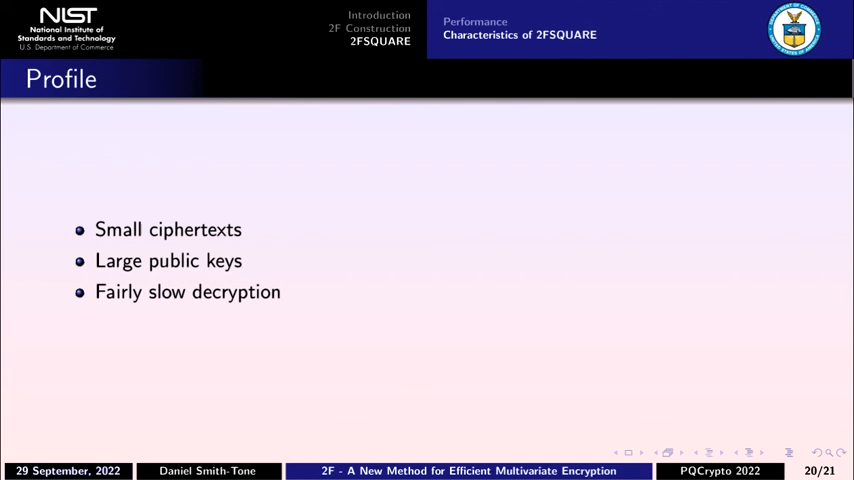 NIST
National Institute of
Standards and Technology
U.S. Department of Commerce
Introduction
2F Construction
2FSQUARE
Performance
Characteristics of 2FSQUARE
Profile
Small ciphertexts
Large public keys
Fairly slow decryption
29 September, 2022
Daniel Smith-Tone
2F - A New Method for Efficient Multivariate Encryption
PQCrypto 2022
20/21